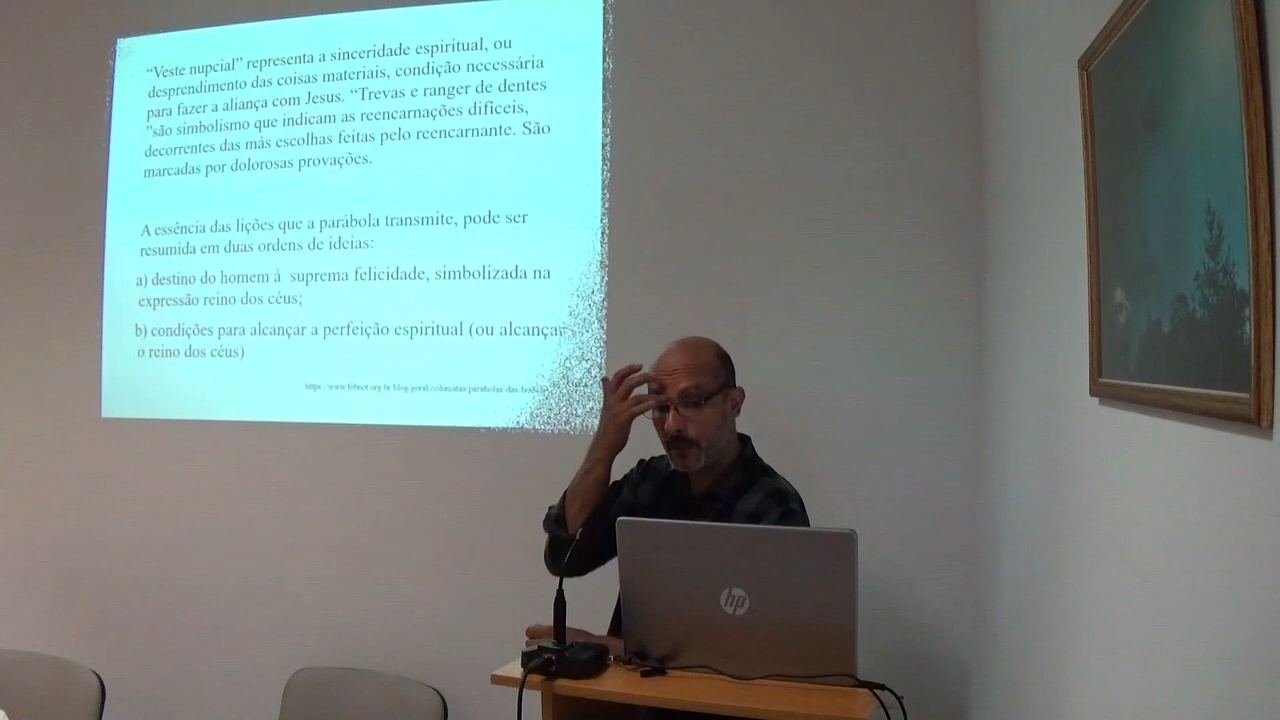 “Veste nupcial” representa a sinceridade espiritual, ou
desprendimento das coisas materiais, condição necessária
para fazer a aliança com Jesus. “Trevas e ranger de dentes
”são simbolismo que indicam as reencarnações difíceis,
decorrentes das más escolhas feitas pelo reencarnante. São
marcadas por dolorosas provações.
A essência das lições que a parábola transmite, pode ser
resumida em duas ordens de ideias:
a) destino do homem à suprema felicidade, simbolizada na
expressão reino dos céus;
b) condições para alcançar a perfeição espiritual (ou alcançar
o reino dos céus)
hp